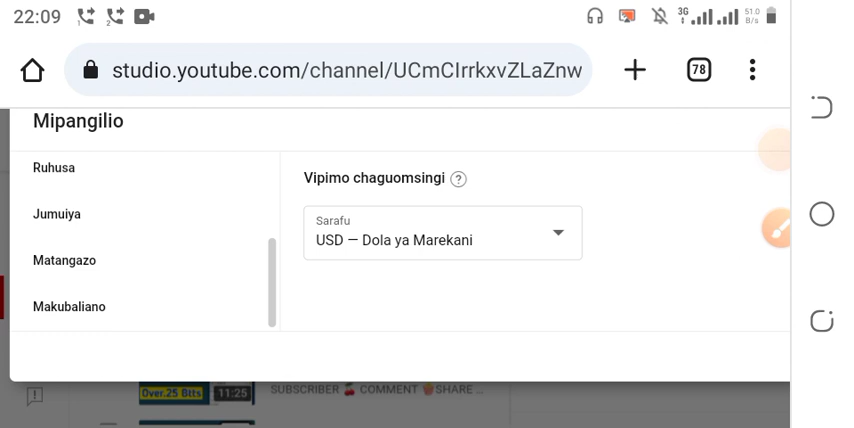 22:09
3G
51.0
B/s
studio.youtube.com/channel/UCmCIrrkxvZLaZnw
78
Mipangilio
Ruhusa
Jumuiya
Matangazo
Makubaliano
Vipimo chaguomsingi ?
Sarafu
USD — Dola ya Marekani
Over.25 Btts
11:25
SUBSCRIBER 🍒 COMMENT 🍿SHARE ...